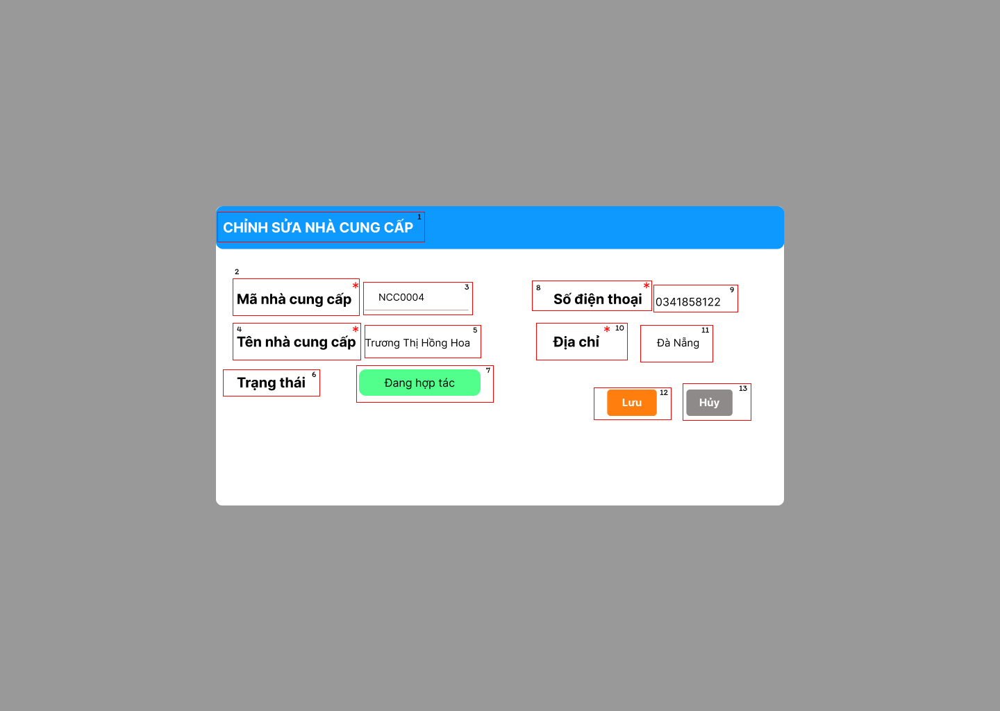 CHỈNH SỬA NHÀ CUNG CẤP 1
2
Mã nhà cung cấp *
NCC0004 3
8 Số điện thoại *
0341858122 9
4 Tên nhà cung cấp *
Trương Thị Hồng Hoa 5
Địa chỉ * 10
Đà Nẵng 11
Trạng thái 6
Đang hợp tác 7
Lưu 12
Hủy 13